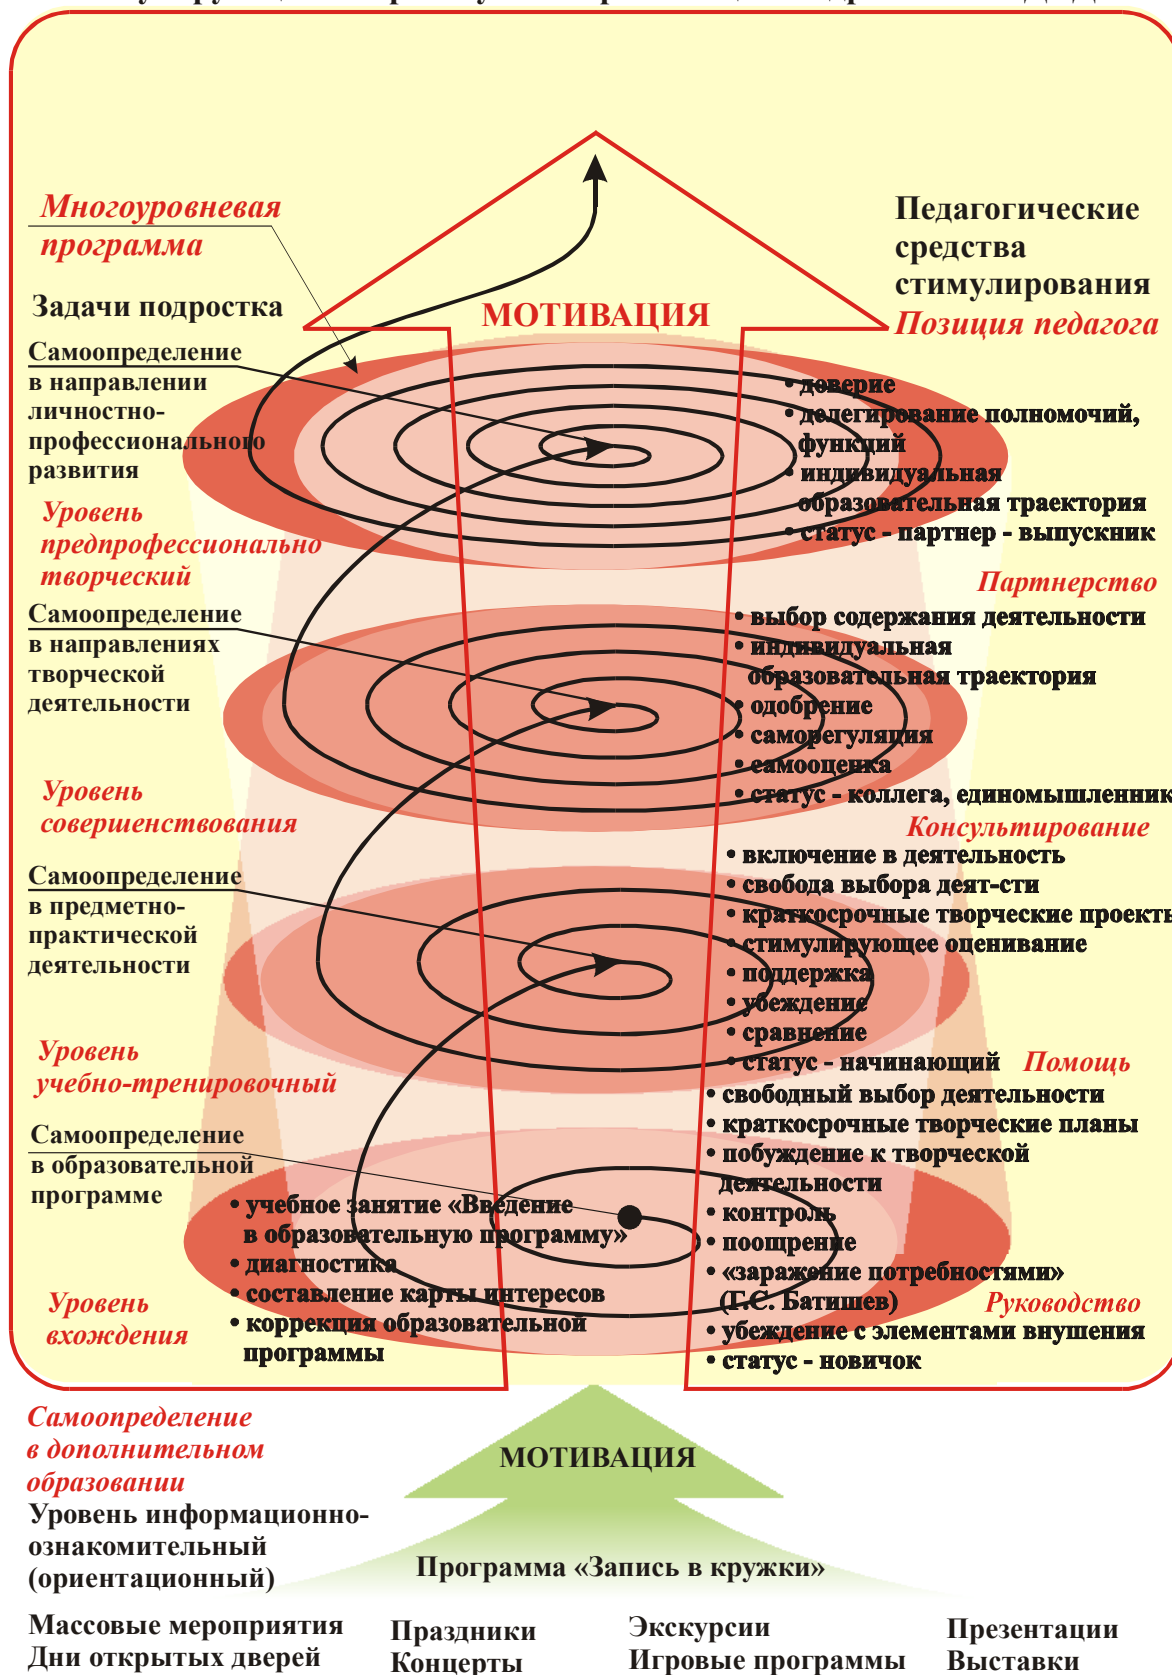 Многоуровневая
программа
Педагогические
средства
стимулирования
Позиция педагога
Задачи подростка
МОТИВАЦИЯ
Самоопределение
в направлении
личностно-
профессионального
развития
• доверие
• делегирование полномочий,
функций
• индивидуальная
образовательная траектория
• статус - партнер - выпускник
Уровень
предпрофессионально
творческий
Партнерство
Самоопределение
в направлениях
творческой
деятельности
• выбор содержания деятельности
• индивидуальная
образовательная траектория
• одобрение
• саморегуляция
• самооценка
• статус - коллега, единомышленник
Уровень
совершенствования
Консультирование
Самоопределение
в предметно-
практической
деятельности
• включение в деятельность
• свобода выбора деят-сти
• краткосрочные творческие проекты
• стимулирующее оценивание
• поддержка
• убеждение
• сравнение
• статус - начинающий
Помощь
Уровень
учебно-тренировочный
Самоопределение
в образовательной
программе
• свободный выбор деятельности
• краткосрочные творческие планы
• побуждение к творческой
деятельности
• контроль
• поощрение
• «заражение потребностями»
(Г.С. Батищев)
• убеждение с элементами внушения
• статус - новичок
Руководство
• учебное занятие «Введение
в образовательную программу»
• диагностика
• составление карты интересов
• коррекция образовательной
программы
Уровень
вхождения
Самоопределение
в дополнительном
образовании
МОТИВАЦИЯ
Уровень информационно-
ознакомительный
(ориентационный)
Программа «Запись в кружки»
Массовые мероприятия
Дни открытых дверей
Праздники
Концерты
Экскурсии
Игровые программы
Презентации
Выставки